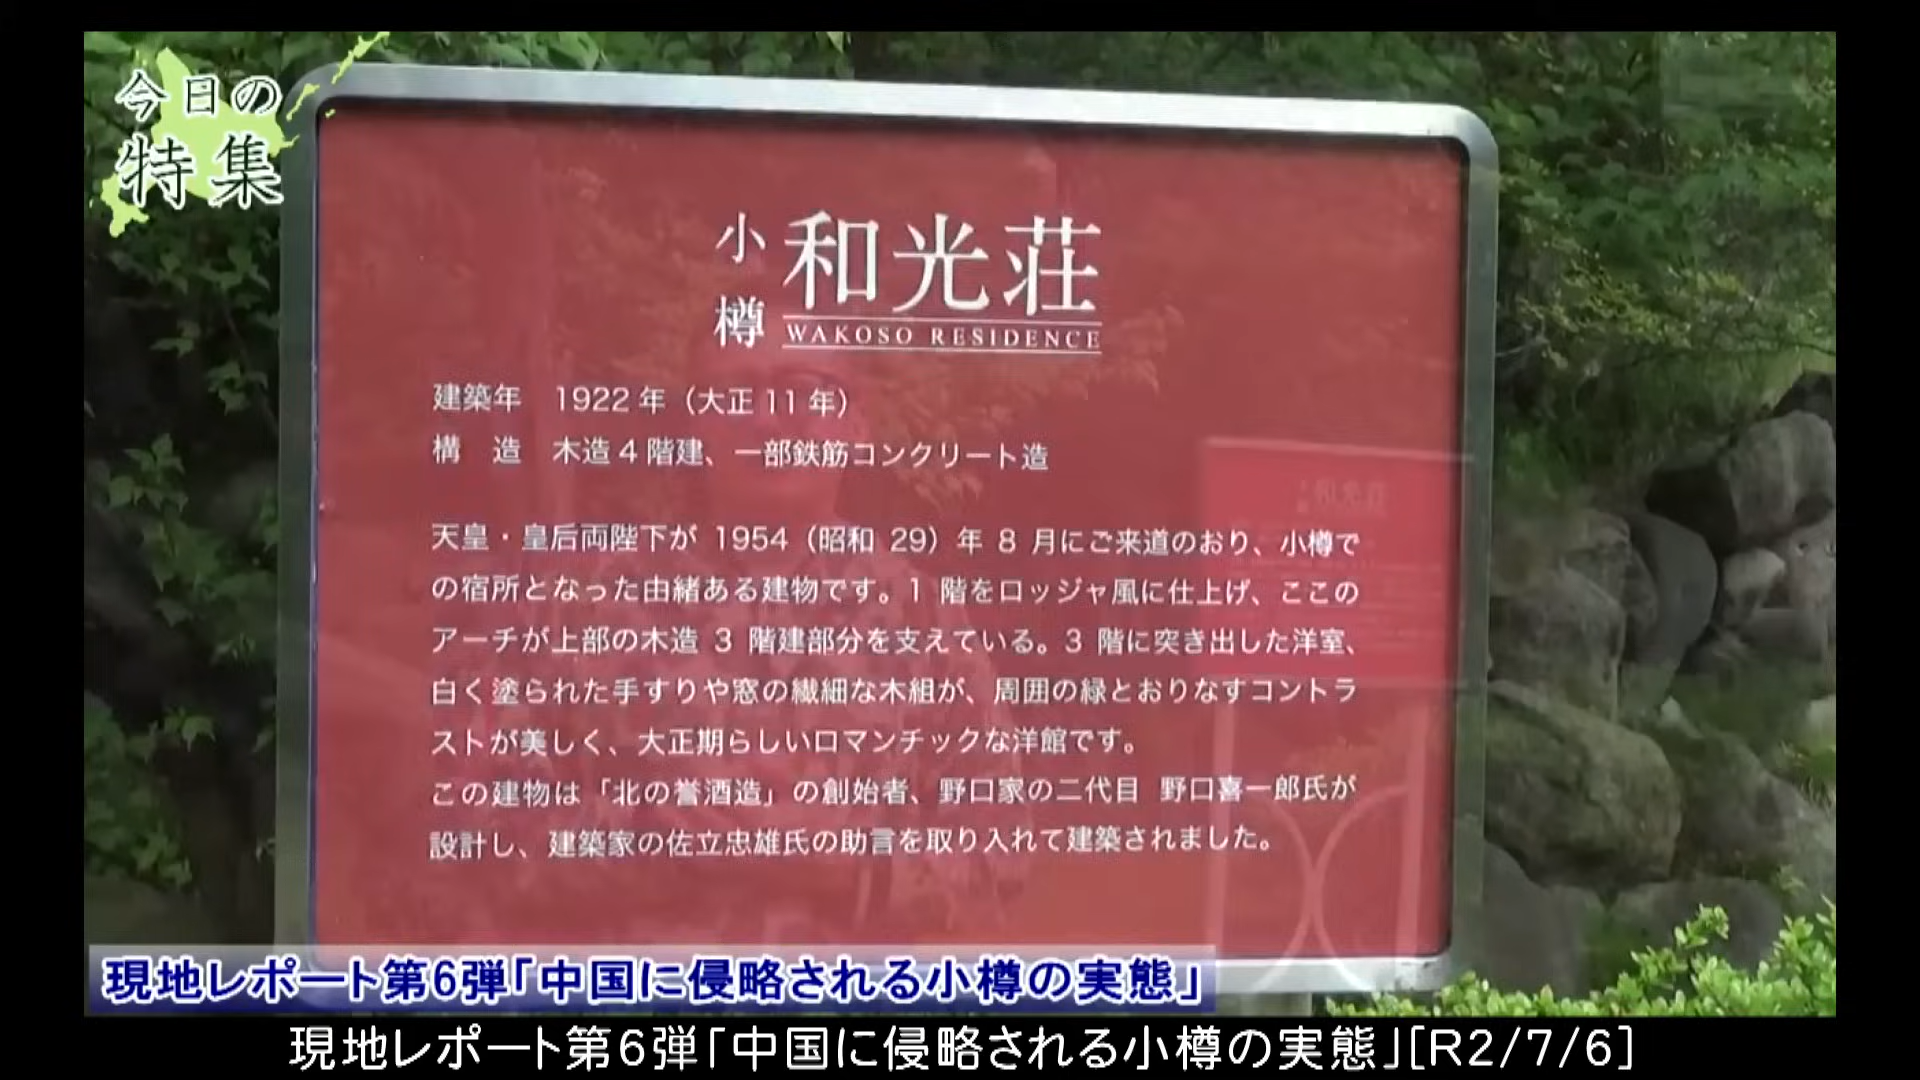 今日の
特集
小樽 和光荘
WAKOSO RESIDENCE
建築年　1922年（大正11年）
構　造　木造4階建、一部鉄筋コンクリート造
天皇・皇后両陛下が 1954（昭和 29）年 8 月にご来道のおり、小樽で
の宿所となった由緒ある建物です。1 階をロッジャ風に仕上げ、ここの
アーチが上部の木造 3 階建部分を支えている。3 階に突き出した洋室、
白く塗られた手すりや窓の繊細な木組が、周囲の緑とおりなすコントラ
ストが美しく、大正期らしいロマンチックな洋館です。
この建物は「北の誉酒造」の創始者、野口家の二代目 野口喜一郎氏が
設計し、建築家の佐立忠雄氏の助言を取り入れて建築されました。
現地レポート第6弾「中国に侵略される小樽の実態」
現地レポート第6弾「中国に侵略される小樽の実態」[R2/7/6]